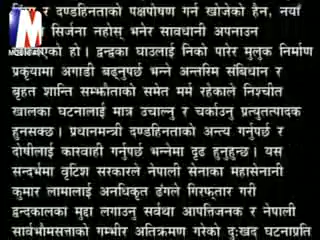 र दण्डहिनताको पक्षपोषण गर्न खोजेको हैन, नयाँ
सिर्जना नहोस् भनेर सावधानी अपनाउन
हो । द्वन्द्वका घाउलाई निको पारेर मुलुक निर्माण
प्रकृयामा अगाडी बढ्नुपर्छ भन्ने अन्तरिम संबिधान र
बृहत शान्ति सम्झौताको समेत मर्म रहेकाले निश्चीत
खालका घटनालाई मात्र उचाल्नु र चर्काउनु प्रत्युतत्पादक
हुनसक्छ । प्रधानमन्त्री दण्डहिनताको अन्त्य गर्नुपर्छ र
दोषीलाई कारवाही गर्नुपर्छ भन्नेमा दृढ हुनुहुन्छ । यस
सन्दर्भमा वृटिश सरकारले नेपाली सेनाका महासेनानी
कुमार लामालाई अनधिकृत ढंगले गिरफ्तार गरी
द्वन्दकालका मुद्दा लगाउनु सर्वथा आपत्तिजनक र नेपाली
सार्वभौमसत्ताको गम्भीर अतिक्रमण गरेको दुःखद घटनाप्रति